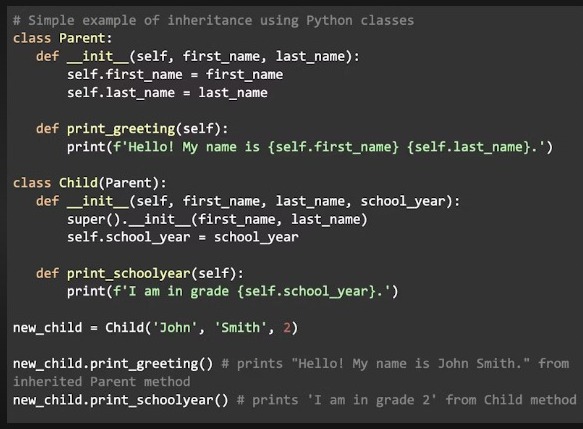 # Simple example of inheritance using Python classes
class Parent:
   def __init__(self, first_name, last_name):
      self.first_name = first_name
      self.last_name = last_name

   def print_greeting(self):
      print(f'Hello! My name is {self.first_name} {self.last_name}.')

class Child(Parent):
   def __init__(self, first_name, last_name, school_year):
      super().__init__(first_name, last_name)
      self.school_year = school_year

   def print_schoolyear(self):
      print(f'I am in grade {self.school_year}.')

new_child = Child('John', 'Smith', 2)

new_child.print_greeting() # prints "Hello! My name is John Smith." from
inherited Parent method
new_child.print_schoolyear() # prints 'I am in grade 2' from Child method